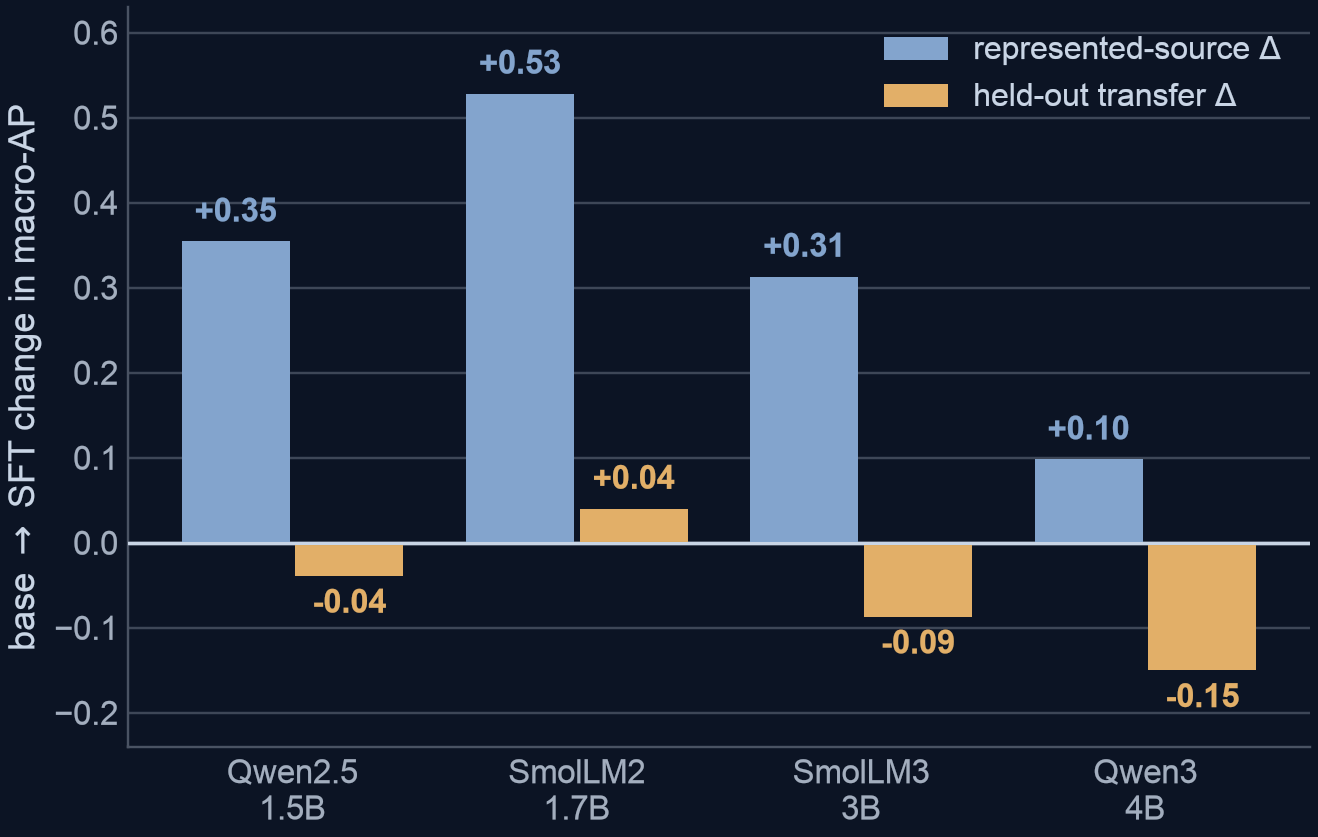 base → SFT change in macro-AP
0.6
0.5
0.4
0.3
0.2
0.1
0.0
−0.1
−0.2
represented-source Δ
held-out transfer Δ
+0.35
-0.04
+0.53
+0.04
+0.31
-0.09
+0.10
-0.15
Qwen2.5
1.5B
SmolLM2
1.7B
SmolLM3
3B
Qwen3
4B